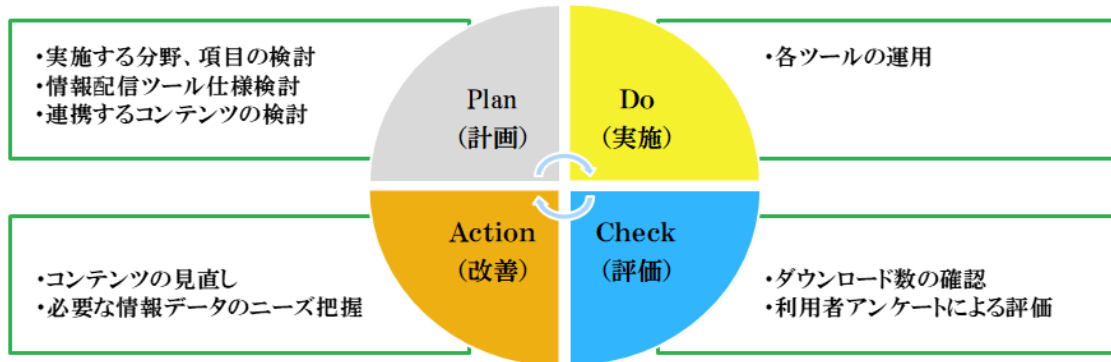 ・実施する分野、項目の検討
・情報配信ツール仕様検討
・連携するコンテンツの検討
Plan
(計画)
Do
(実施)
・各ツールの運用
・コンテンツの見直し
・必要な情報データのニーズ把握
Action
(改善)
Check
(評価)
・ダウンロード数の確認
・利用者アンケートによる評価